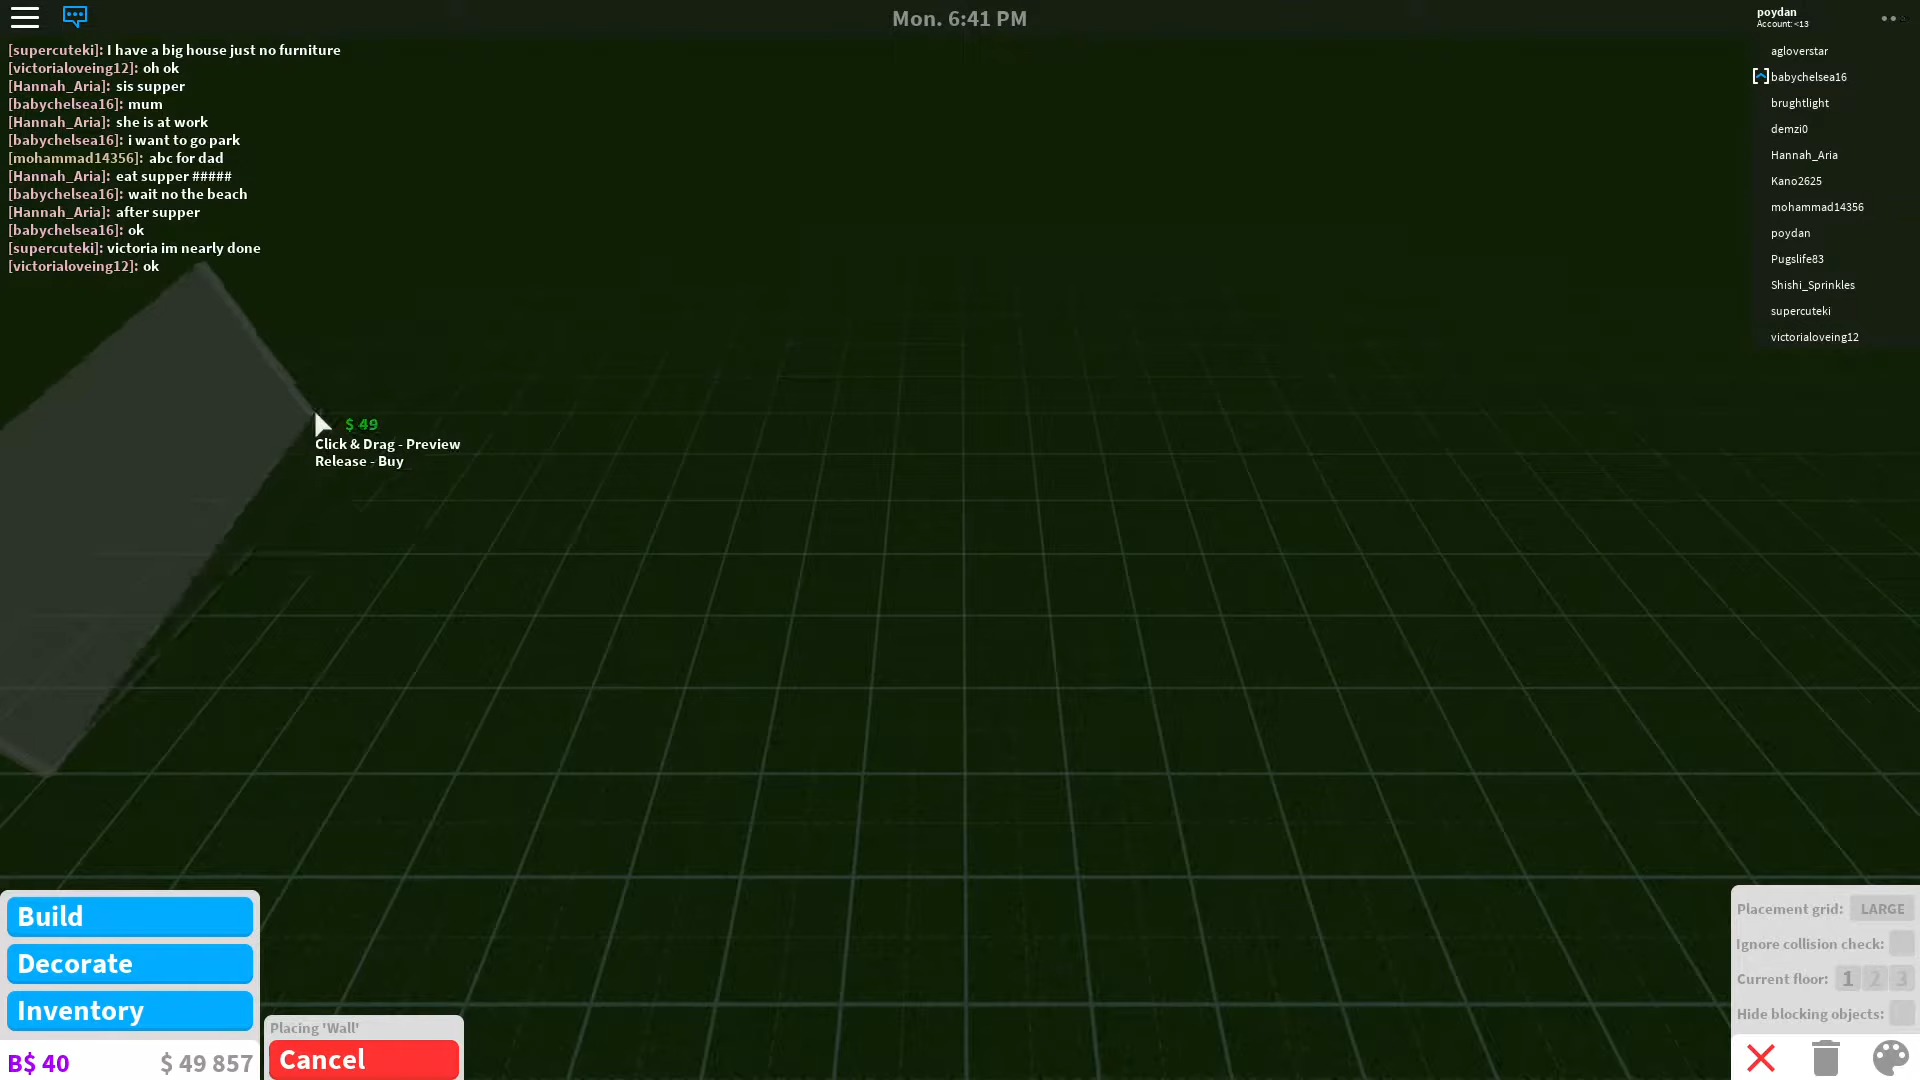 Mon. 6:41 PM
poydan
Account: <13
[supercuteki]: I have a big house just no furniture
[victorialoveing12]: oh ok
[Hannah_Aria]: sis supper
[babychelsea16]: mum
[Hannah_Aria]: she is at work
[babychelsea16]: i want to go park
[mohammad14356]: abc for dad
[Hannah_Aria]: eat supper #####
[babychelsea16]: wait no the beach
[Hannah_Aria]: after supper
[babychelsea16]: ok
[supercuteki]: victoria im nearly done
[victorialoveing12]: ok
agloverstar
babychelsea16
brughtlight
demzi0
Hannah_Aria
Kano2625
mohammad14356
poydan
Pugslife83
Shishi_Sprinkles
supercuteki
victorialoveing12
$ 49
Click & Drag - Preview
Release - Buy
Build
Decorate
Inventory
B$ 40 $ 49 857
Placing 'Wall'
Cancel
Placement grid: LARGE
Ignore collision check:
Current floor: 1 2 3
Hide blocking objects: